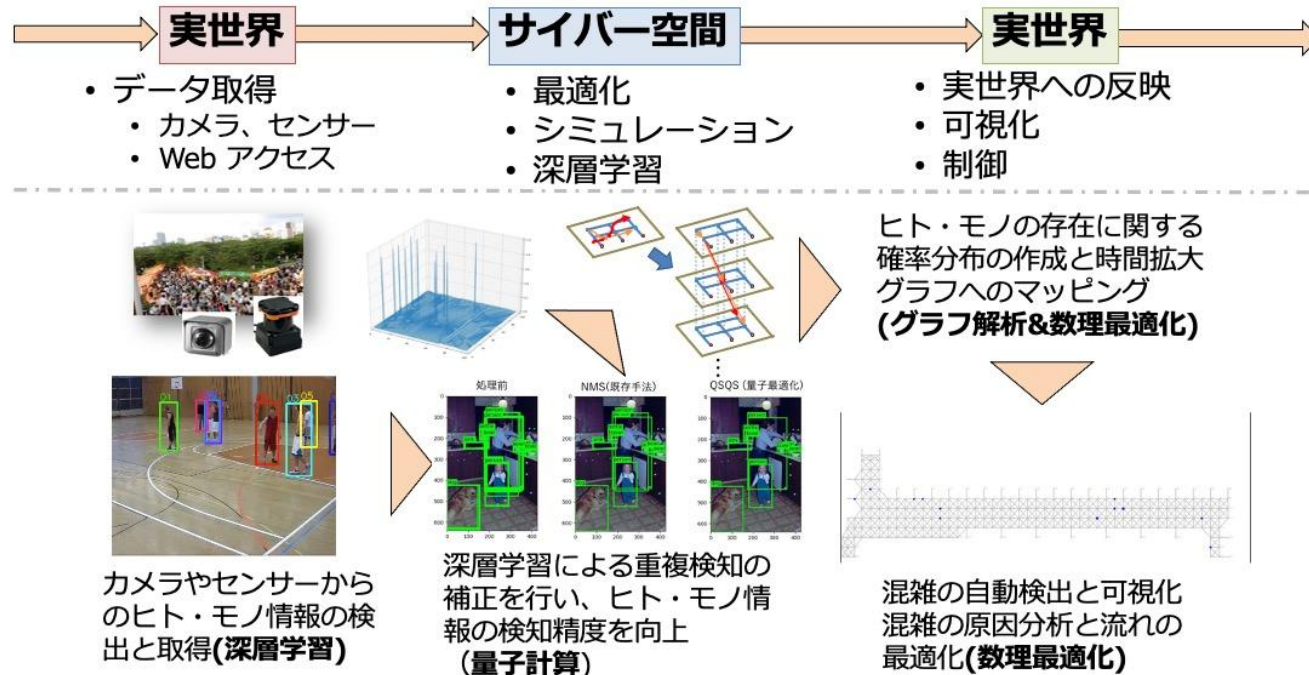 実世界
サイバー空間
実世界
• データ取得
• カメラ、センサー
• Web アクセス
• 最適化
• シミュレーション
• 深層学習
• 実世界への反映
• 可視化
• 制御
ヒト・モノの存在に関する
確率分布の作成と時間拡大
グラフへのマッピング
(グラフ解析&数理最適化)
処理前
NMS(既存手法)
QSQS (量子最適化)
カメラやセンサーから
のヒト・モノ情報の検
出と取得(深層学習)
深層学習による重複検知の
補正を行い、ヒト・モノ情
報の検知精度を向上
（量子計算）
混雑の自動検出と可視化
混雑の原因分析と流れの
最適化(数理最適化)